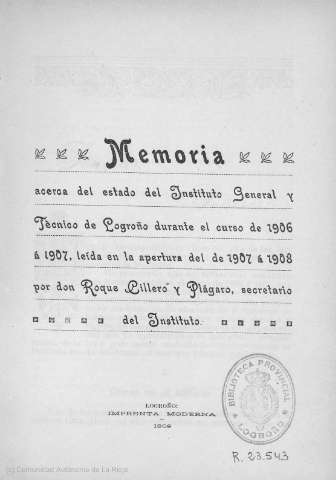 Memoria
acerca del estado del Instituto General y
Técnico de Logroño durante el curso de 1906
á 1907, leída en la apertura del de 1907 á 1908
por don Roque Cillero y Plágaro, secretario
del Instituto.
LOGROÑO:
IMPRENTA MODERNA
1908
BIBLIOTECA PROVINCIAL
LOGROÑO
R. 23.543
(c) Comunidad Autónoma de La Rioja